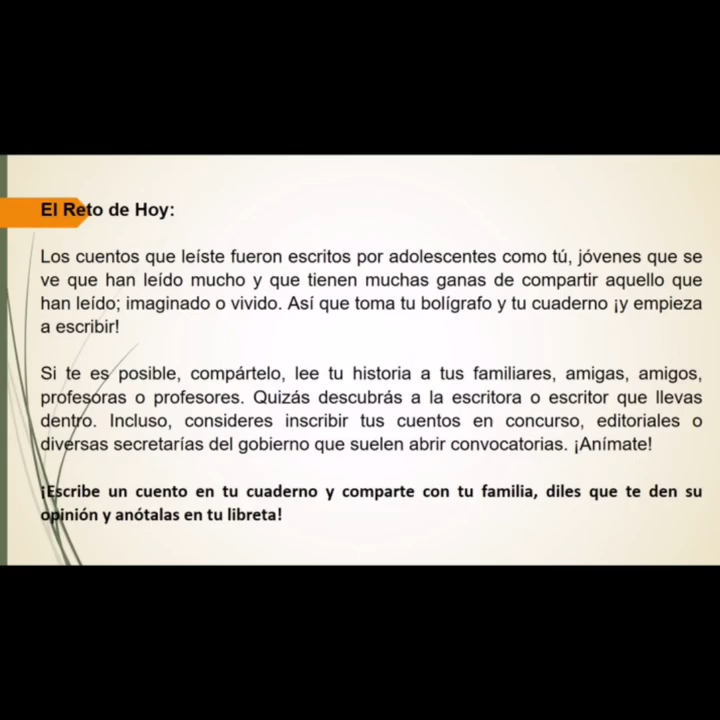 El Reto de Hoy:
Los cuentos que leíste fueron escritos por adolescentes como tú, jóvenes que se
ve que han leído mucho y que tienen muchas ganas de compartir aquello que
han leído; imaginado o vivido. Así que toma tu bolígrafo y tu cuaderno ¡y empieza
a escribir!
Si te es posible, compártelo, lee tu historia a tus familiares, amigas, amigos,
profesoras o profesores. Quizás descubrás a la escritora o escritor que llevas
dentro. Incluso, consideres inscribir tus cuentos en concurso, editoriales o
diversas secretarías del gobierno que suelen abrir convocatorias. ¡Anímate!
¡Escribe un cuento en tu cuaderno y comparte con tu familia, diles que te den su
opinión y anótalas en tu libreta!